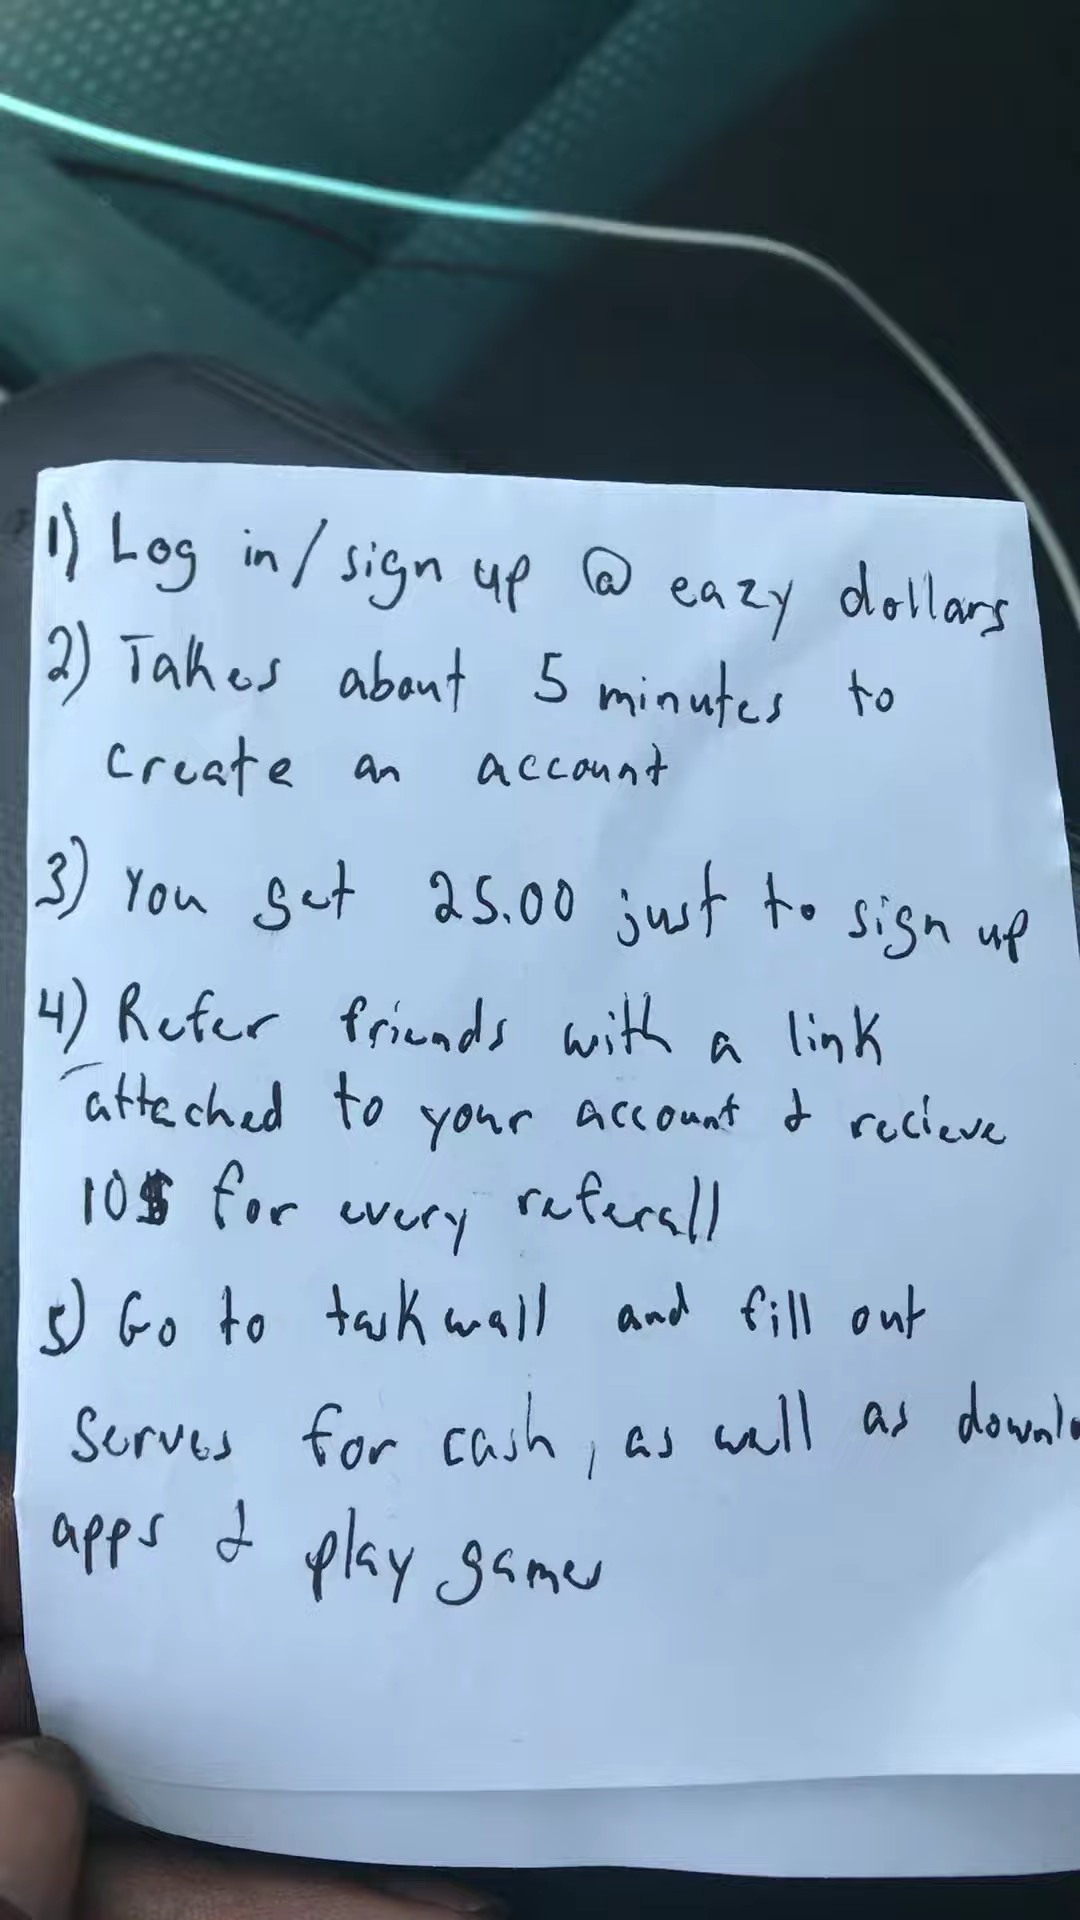 1) Log in/sign up @ eazy dollars
2) Takes about 5 minutes to
create an account
3) You get 25.00 just to sign up
4) Refer friends with a link
attached to your account & recieve
10$ for every referall
5) Go to taskwall and fill out
Serves for cash, as well as downlo
apps & play games